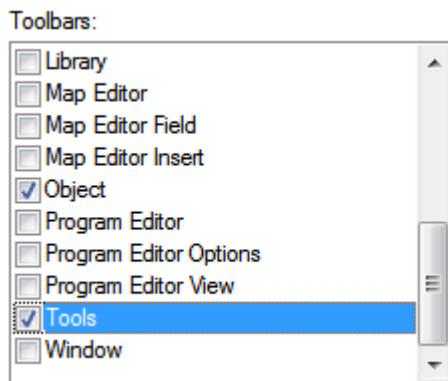 Toolbars:
Library
Map Editor
Map Editor Field
Map Editor Insert
Object
Program Editor
Program Editor Options
Program Editor View
Tools
Window